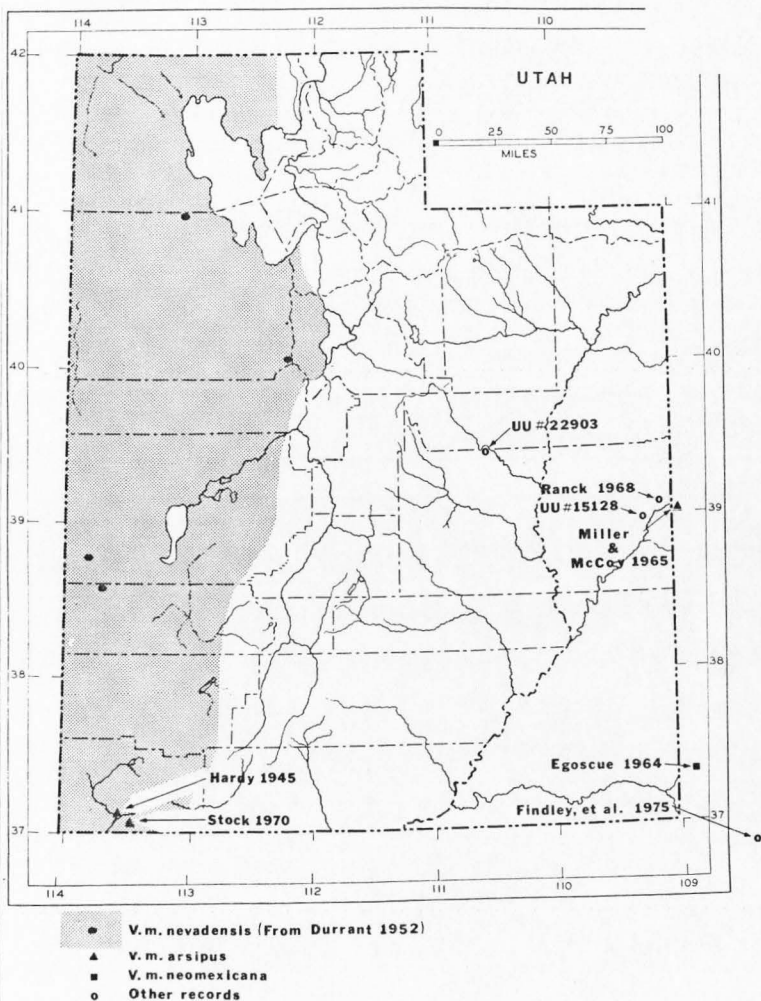 114 113 112 111 110
42
UTAH
0 25 50 75 100
MILES
41 41
40 40
UU #22903
Ranck 1968
UU #15128
39 39
Miller
&
McCoy 1965
38 38
Egoscue 1964
Hardy 1945
Findley, et al. 1975
Stock 1970
37 37
114 113 112 111 110 109
V.m. nevadensis (From Durrant 1952)
V.m. arsipus
V.m. neomexicana
Other records